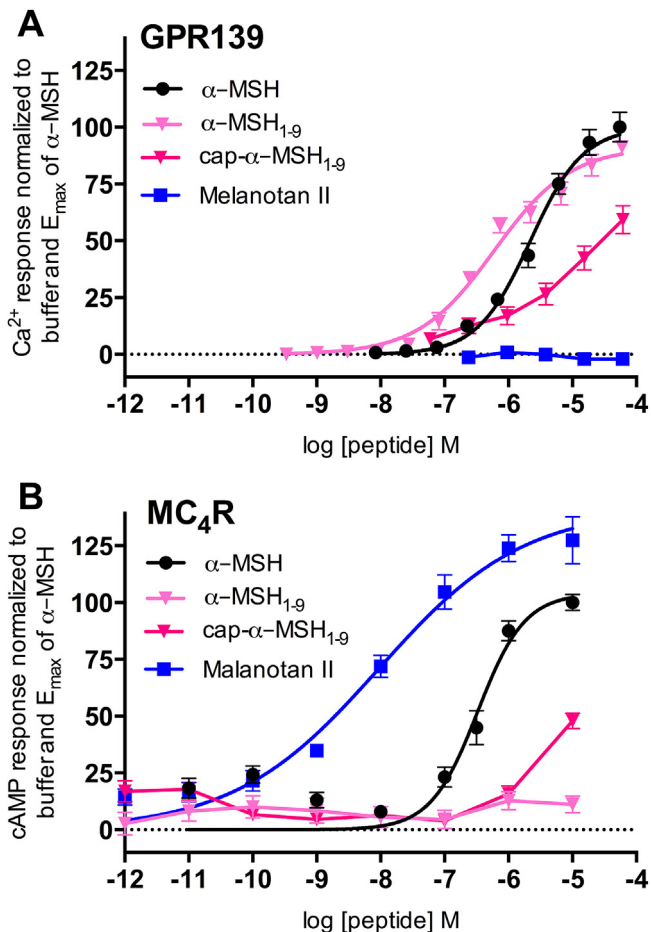 A
GPR139
α–MSH
α–MSH1-9
cap-α–MSH1-9
Melanotan II
Ca2+ response normalized to
buffer and Emax of α–MSH
125
100
75
50
25
0
-12 -11 -10 -9 -8 -7 -6 -5 -4
log [peptide] M
B
MC4R
α–MSH
α–MSH1-9
cap-α–MSH1-9
Malanotan II
cAMP response normalized to
buffer and Emax of α–MSH
125
100
75
50
25
0
-12 -11 -10 -9 -8 -7 -6 -5 -4
log [peptide] M